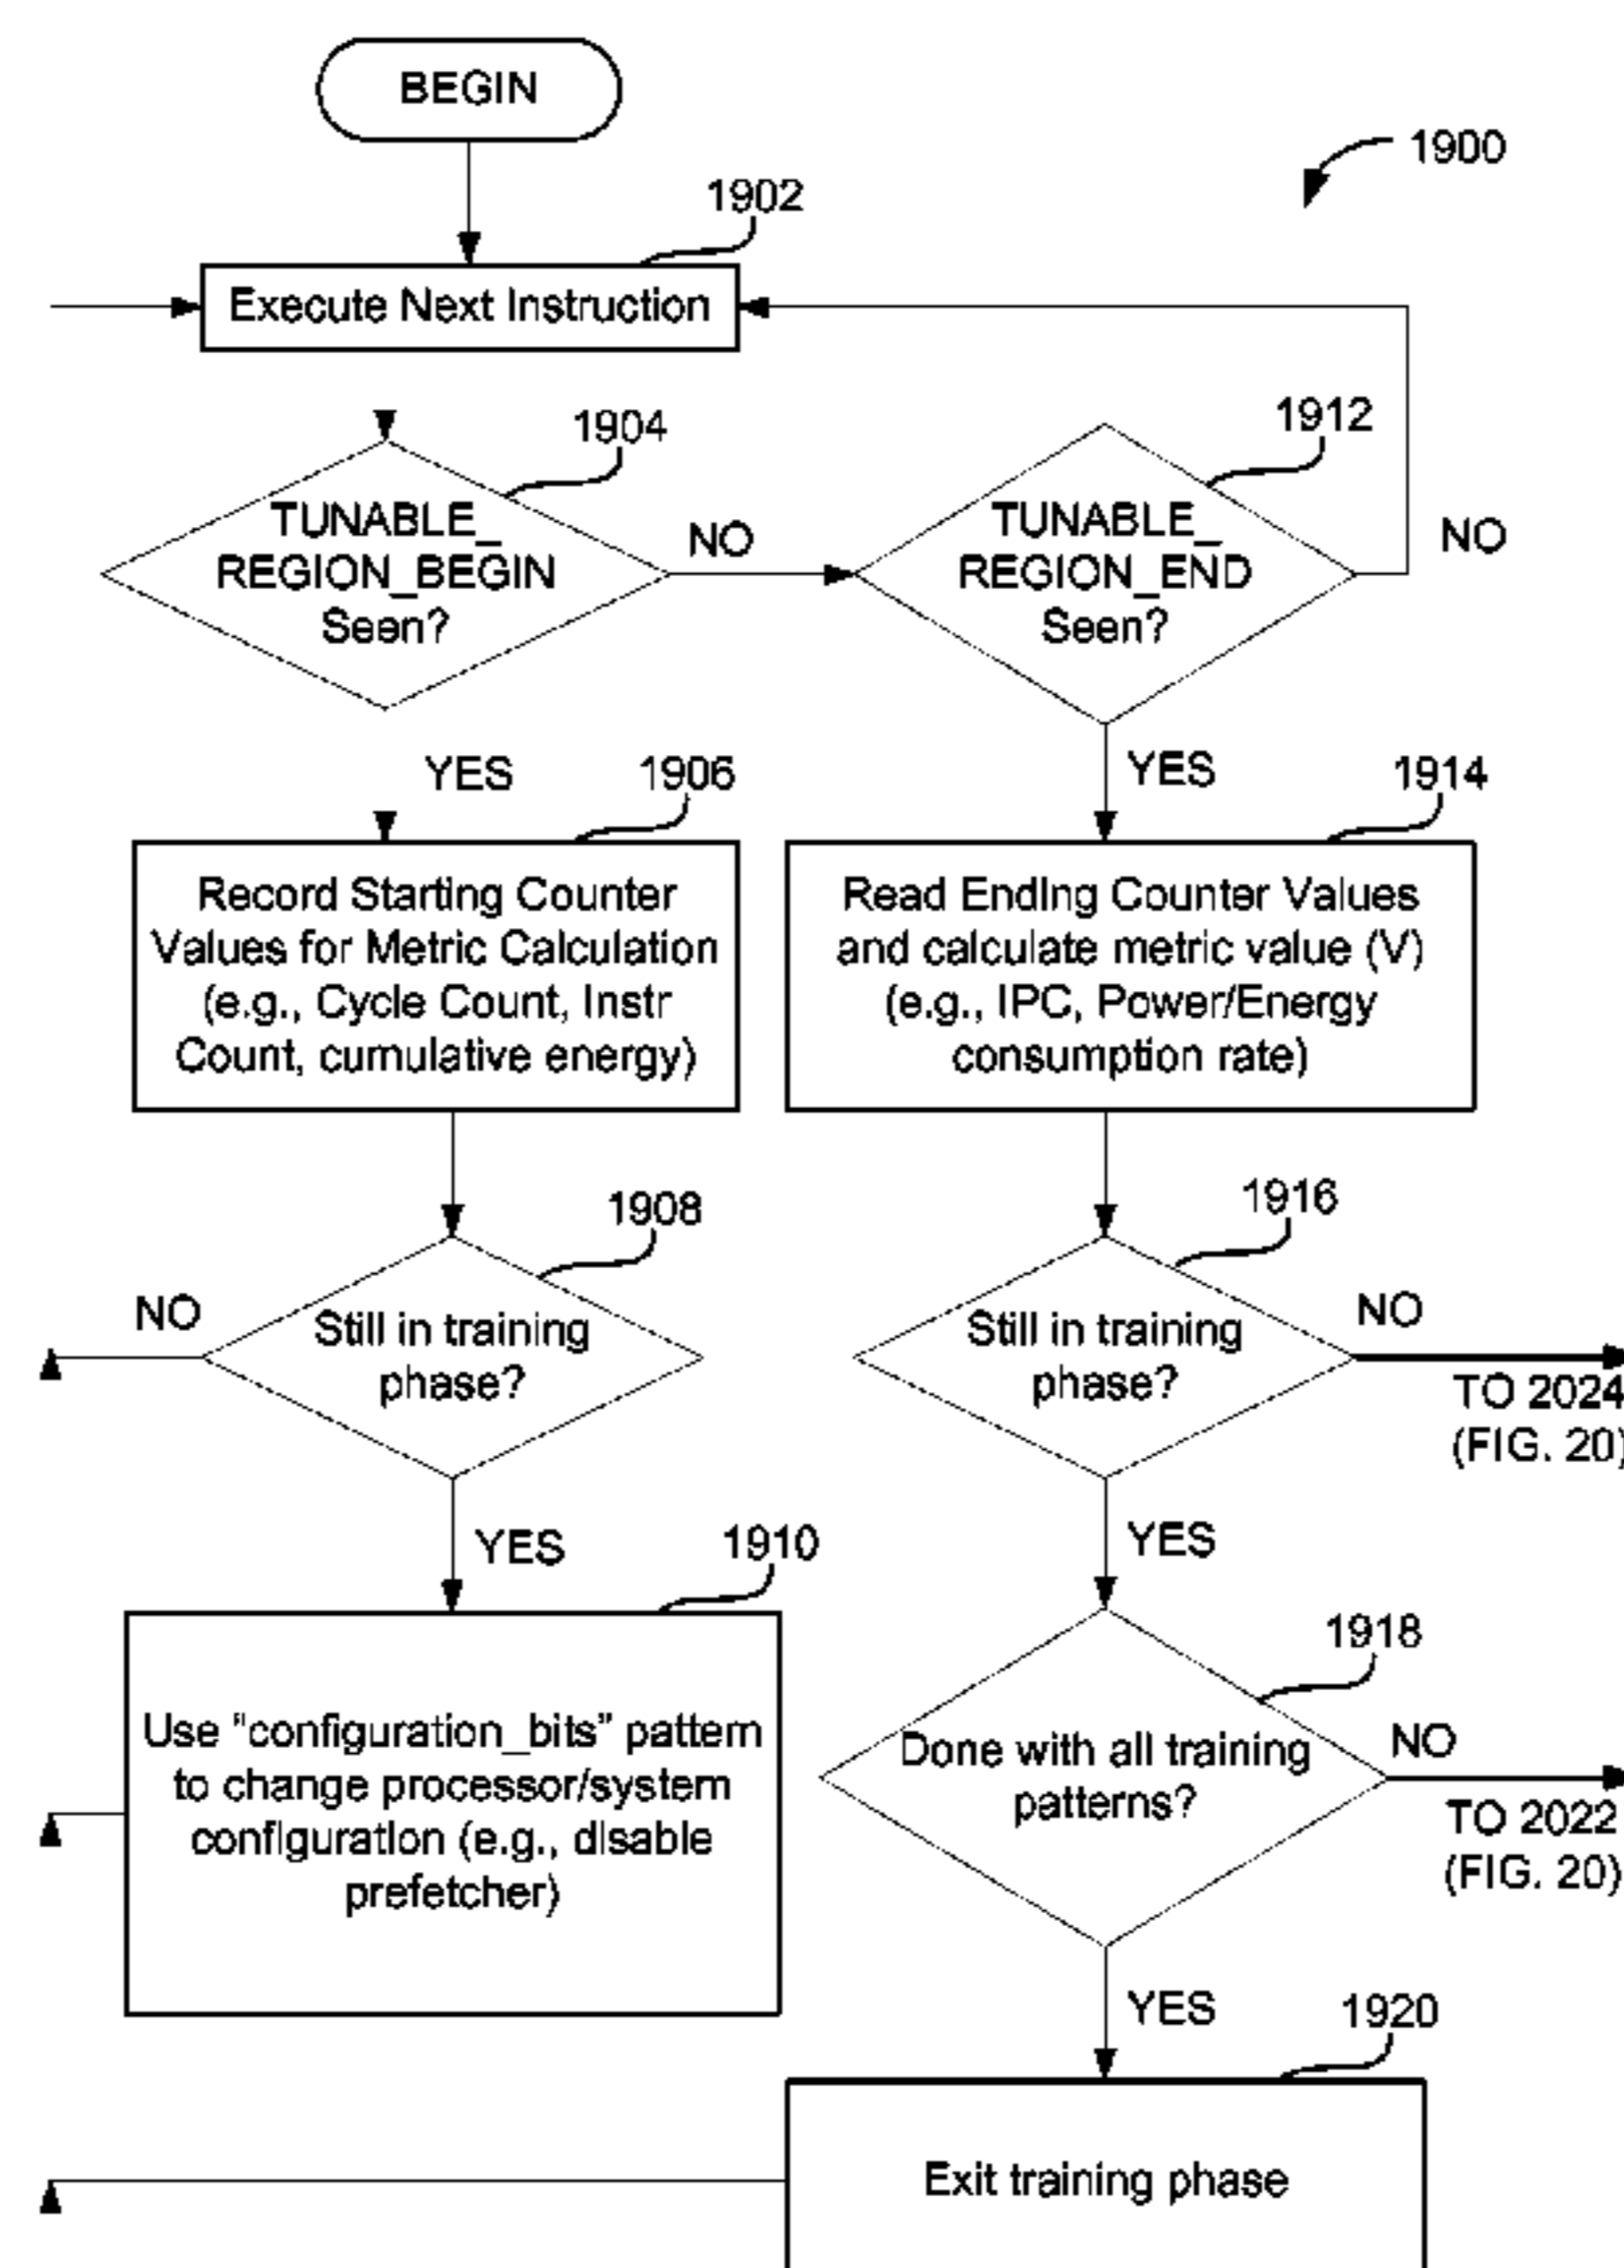 BEGIN
1900
1902
Execute Next Instruction
1904
TUNABLE_
REGION_BEGIN
Seen?
NO
1912
TUNABLE_
REGION_END
Seen?
NO
YES
1906
Record Starting Counter
Values for Metric Calculation
(e.g., Cycle Count, Instr
Count, cumulative energy)
YES
1914
Read Ending Counter Values
and calculate metric value (V)
(e.g., IPC, Power/Energy
consumption rate)
1908
NO
Still in training
phase?
1916
Still in training
phase?
NO
TO 2024
(FIG. 20)
YES
1910
Use "configuration_bits" pattern
to change processor/system
configuration (e.g., disable
prefetcher)
YES
1918
Done with all training
patterns?
NO
TO 2022
(FIG. 20)
YES
1920
Exit training phase